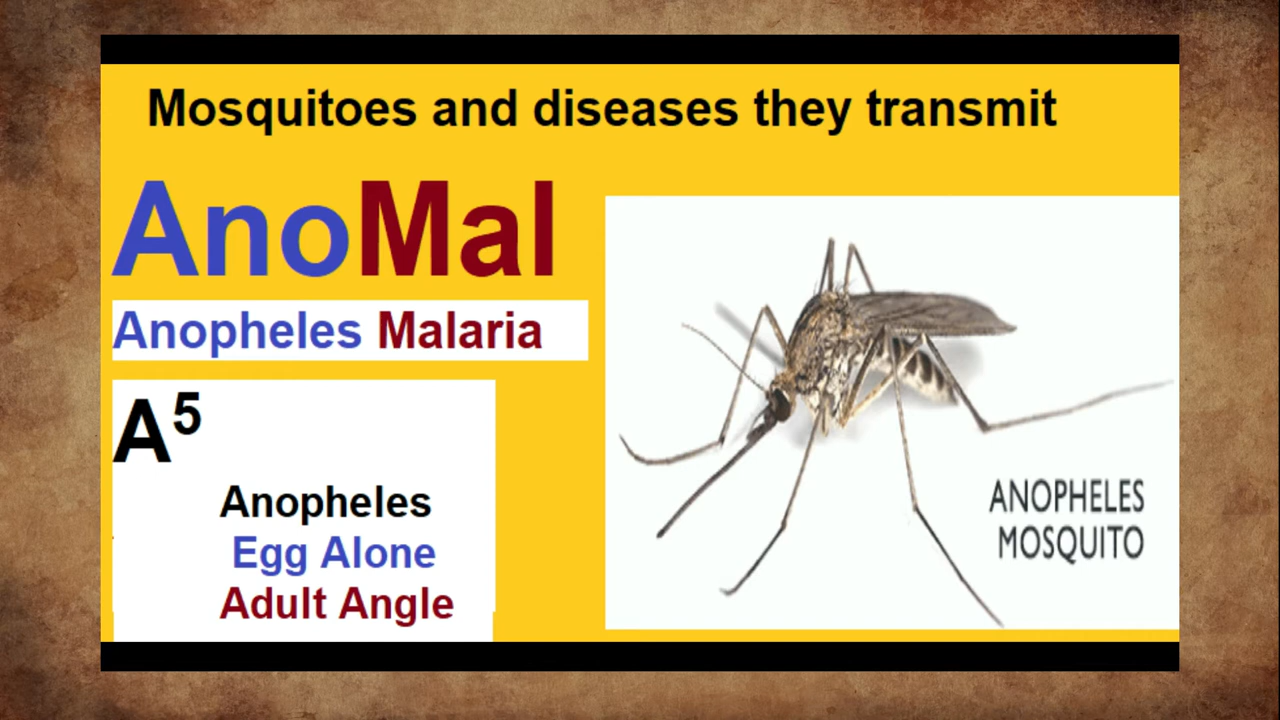 Mosquitoes and diseases they transmit
AnoMal
Anopheles Malaria
A⁵
Anopheles
Egg Alone
Adult Angle
ANOPHELES
MOSQUITO